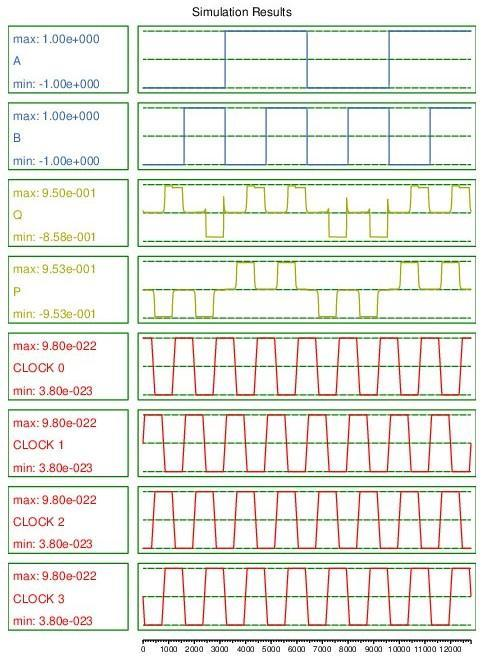 Simulation Results
max: 1.00e+000
A
min: -1.00e+000
max: 1.00e+000
B
min: -1.00e+000
max: 9.50e-001
Q
min: -8.58e-001
max: 9.53e-001
P
min: -9.53e-001
max: 9.80e-022
CLOCK 0
min: 3.80e-023
max: 9.80e-022
CLOCK 1
min: 3.80e-023
max: 9.80e-022
CLOCK 2
min: 3.80e-023
max: 9.80e-022
CLOCK 3
min: 3.80e-023
0 1000 2000 3000 4000 5000 6000 7000 8000 9000 10000 11000 12000